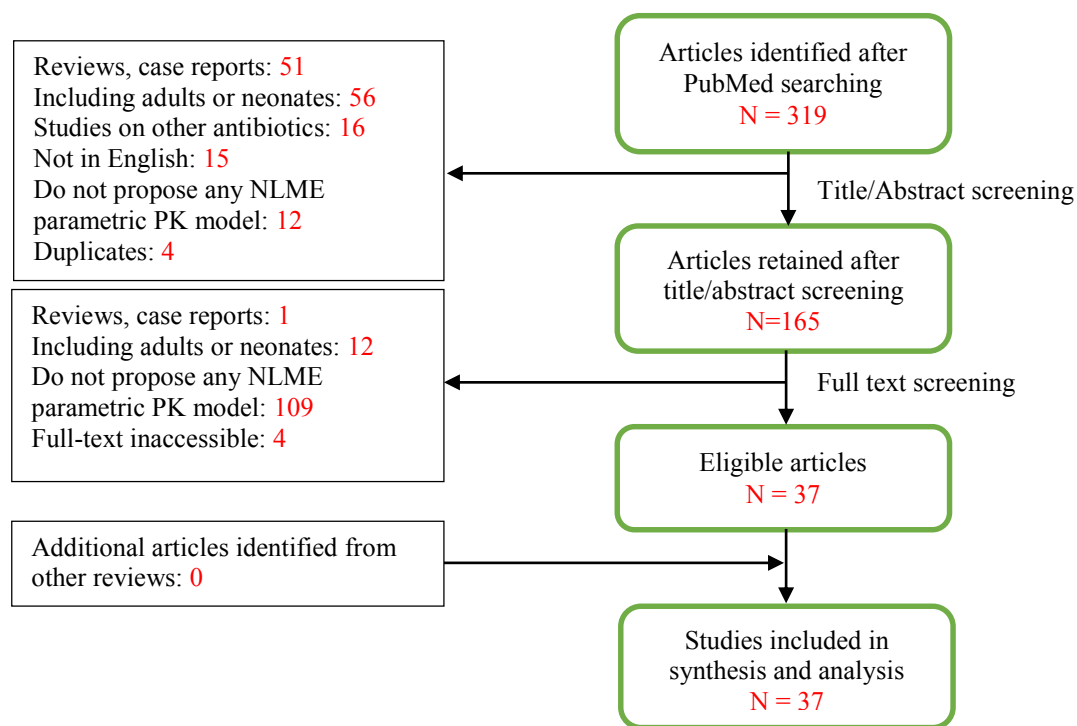 Articles identified after
PubMed searching
N = 319
Reviews, case reports: 51
Including adults or neonates: 56
Studies on other antibiotics: 16
Not in English: 15
Do not propose any NLME
parametric PK model: 12
Duplicates: 4
Title/Abstract screening
Articles retained after
title/abstract screening
N=165
Reviews, case reports: 1
Including adults or neonates: 12
Do not propose any NLME
parametric PK model: 109
Full-text inaccessible: 4
Full text screening
Eligible articles
N = 37
Additional articles identified from
other reviews: 0
Studies included in
synthesis and analysis
N = 37